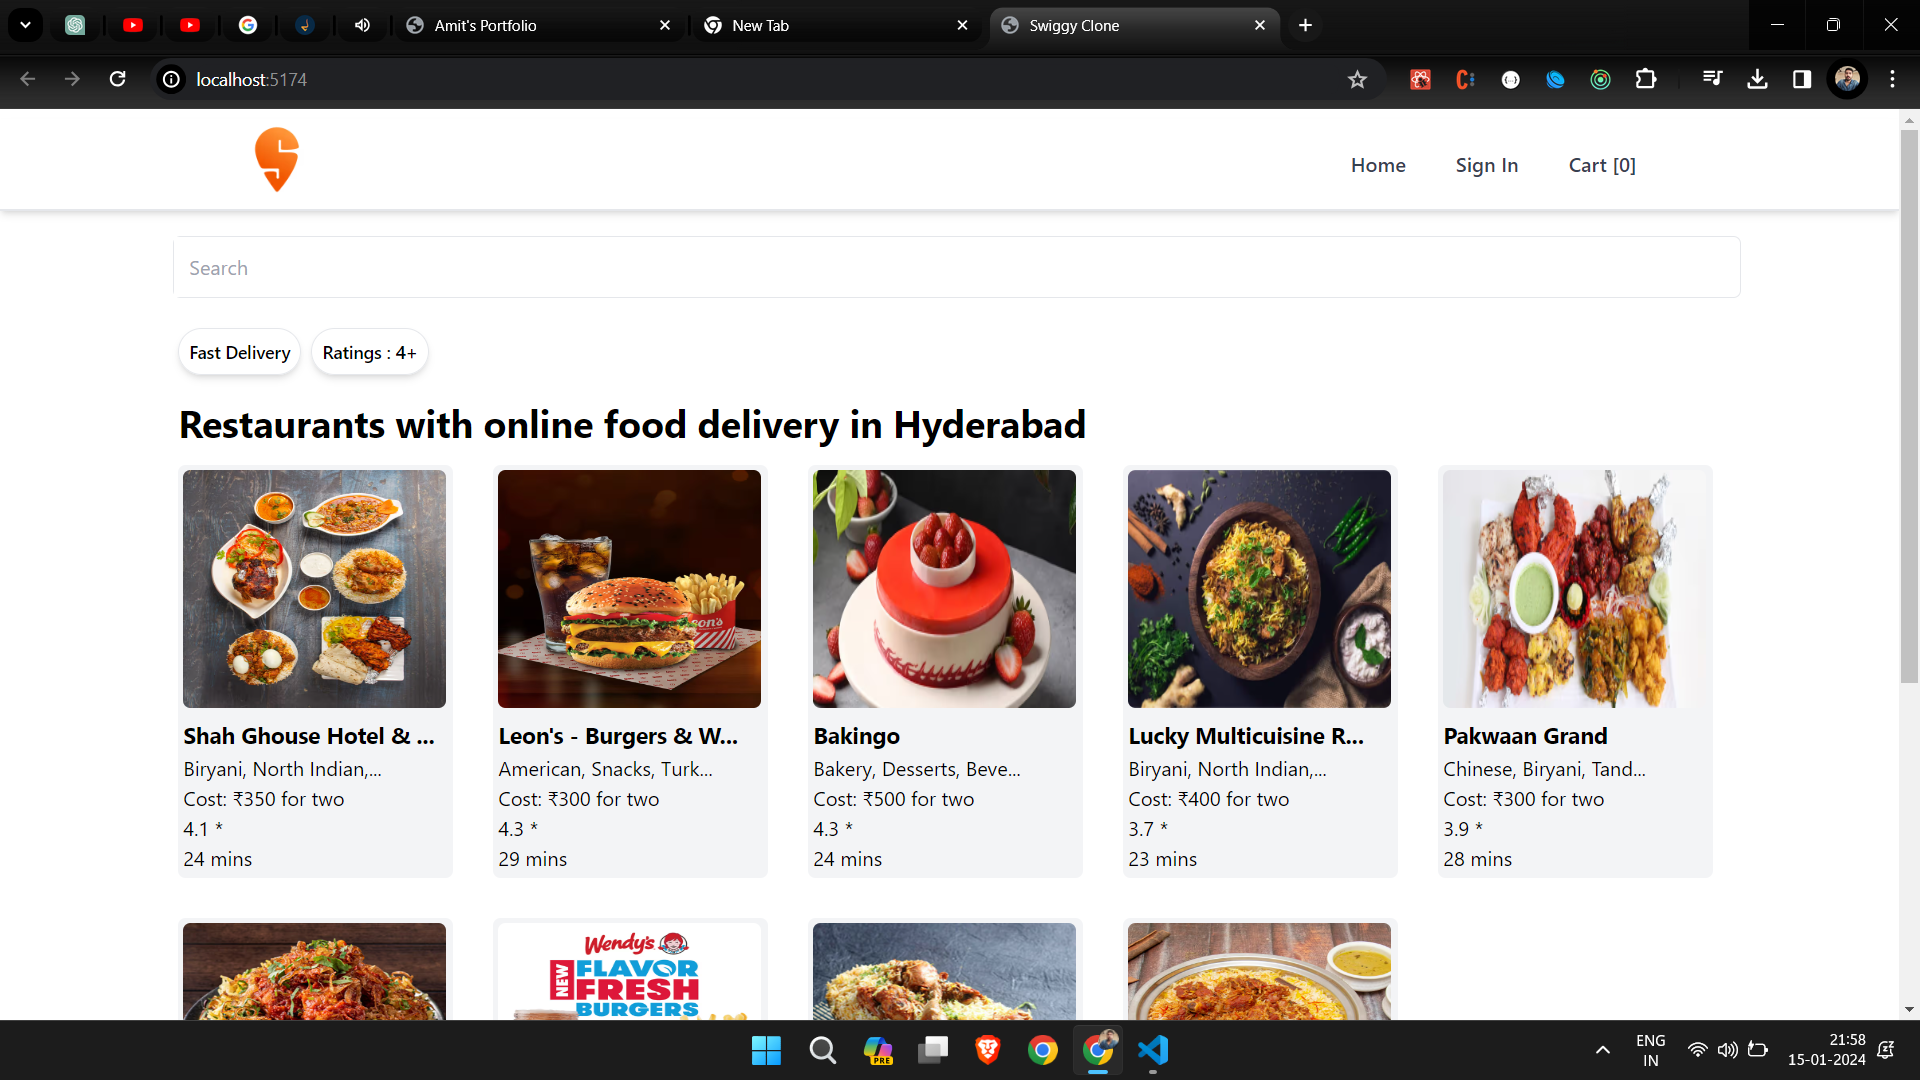 Amit's Portfolio
New Tab
Swiggy Clone
localhost:5174
Home
Sign In
Cart [0]
Search
Fast Delivery
Ratings : 4+
Restaurants with online food delivery in Hyderabad
Shah Ghouse Hotel & ...
Biryani, North Indian,...
Cost: ₹350 for two
4.1 *
24 mins
Leon's - Burgers & W...
American, Snacks, Turk...
Cost: ₹300 for two
4.3 *
29 mins
Bakingo
Bakery, Desserts, Beve...
Cost: ₹500 for two
4.3 *
24 mins
Lucky Multicuisine R...
Biryani, North Indian,...
Cost: ₹400 for two
3.7 *
23 mins
Pakwaan Grand
Chinese, Biryani, Tand...
Cost: ₹300 for two
3.9 *
28 mins
Wendy's
NEW
FLAVOR
FRESH
BURGERS
PRE
ENG
IN
21:58
15-01-2024